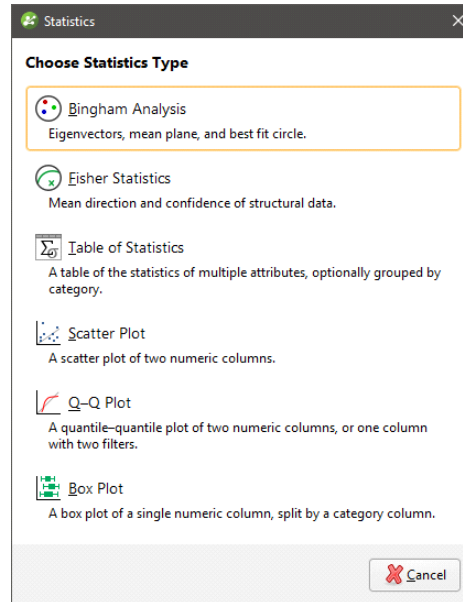 Statistics
Choose Statistics Type
Bingham Analysis
Eigenvectors, mean plane, and best fit circle.
Fisher Statistics
Mean direction and confidence of structural data.
Table of Statistics
A table of the statistics of multiple attributes, optionally grouped by
category.
Scatter Plot
A scatter plot of two numeric columns.
Q–Q Plot
A quantile–quantile plot of two numeric columns, or one column
with two filters.
Box Plot
A box plot of a single numeric column, split by a category column.
Cancel